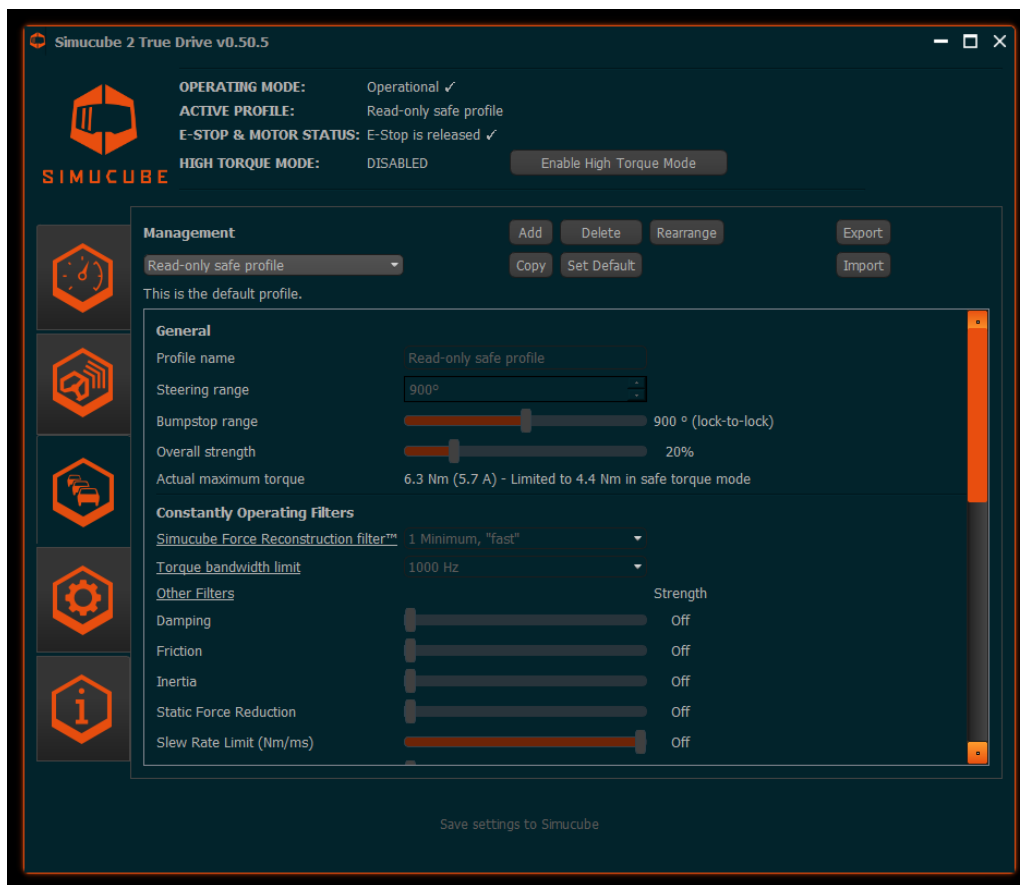 Simucube 2 True Drive v0.50.5
SIMUCUBE
OPERATING MODE: Operational ✓
ACTIVE PROFILE: Read-only safe profile
E-STOP & MOTOR STATUS: E-Stop is released ✓
HIGH TORQUE MODE: DISABLED Enable High Torque Mode
Management Add Delete Rearrange Export
Read-only safe profile Copy Set Default Import
This is the default profile.
General
Profile name Read-only safe profile
Steering range 900°
Bumpstop range 900 ° (lock-to-lock)
Overall strength 20%
Actual maximum torque 6.3 Nm (5.7 A) - Limited to 4.4 Nm in safe torque mode
Constantly Operating Filters
Simucube Force Reconstruction filter™ 1 Minimum, "fast"
Torque bandwidth limit 1000 Hz
Other Filters Strength
Damping Off
Friction Off
Inertia Off
Static Force Reduction Off
Slew Rate Limit (Nm/ms) Off
Save settings to Simucube